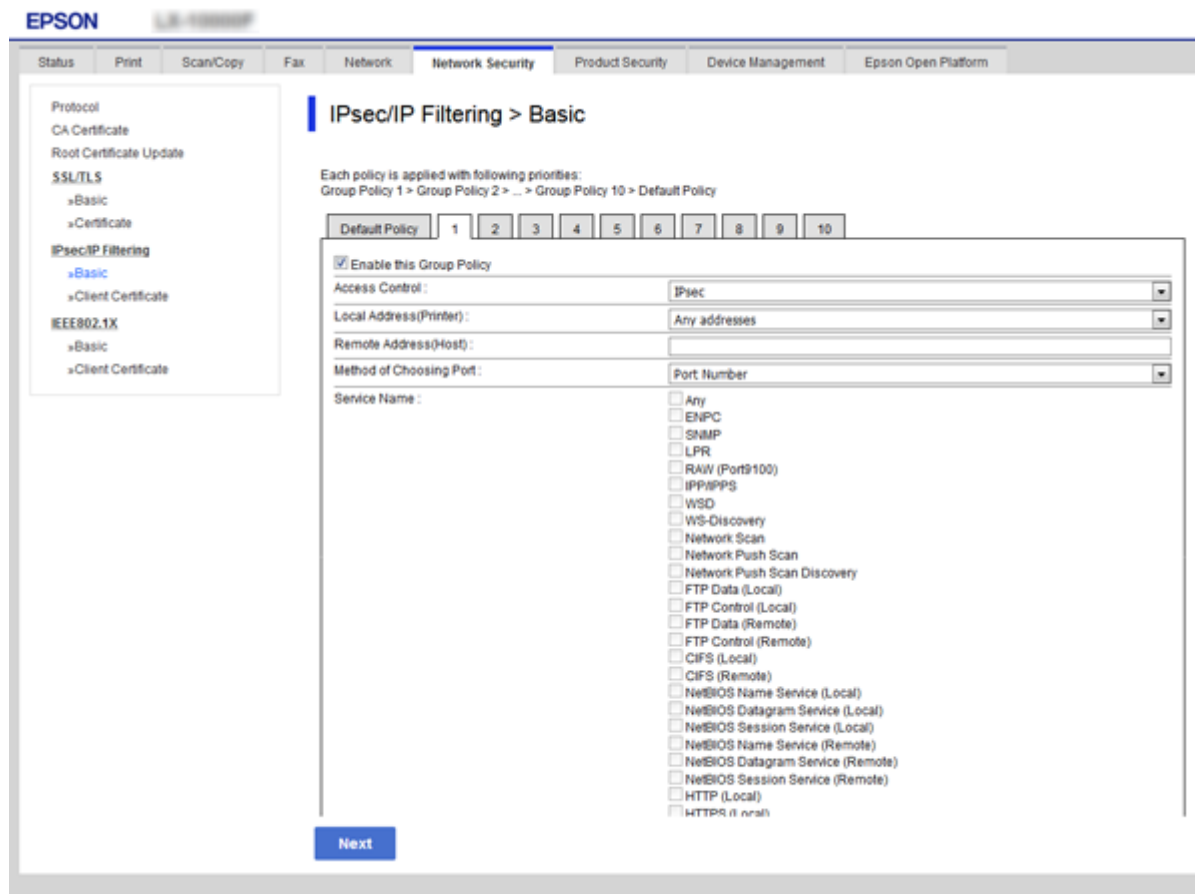 EPSON
Status Print Scan/Copy Fax Network Network Security Product Security Device Management Epson Open Platform
Protocol
CA Certificate
Root Certificate Update
SSL/TLS
»Basic
»Certificate
IPsec/IP Filtering
»Basic
»Client Certificate
IEEE802.1X
»Basic
»Client Certificate
IPsec/IP Filtering > Basic
Each policy is applied with following priorities:
Group Policy 1 > Group Policy 2 > ... > Group Policy 10 > Default Policy
Default Policy 1 2 3 4 5 6 7 8 9 10
Enable this Group Policy
Access Control : IPsec
Local Address(Printer) : Any addresses
Remote Address(Host) :
Method of Choosing Port : Port Number
Service Name : Any
ENPC
SNMP
LPR
RAW (Port9100)
IPP/IPPS
WSD
WS-Discovery
Network Scan
Network Push Scan
Network Push Scan Discovery
FTP Data (Local)
FTP Control (Local)
FTP Data (Remote)
FTP Control (Remote)
CIFS (Local)
CIFS (Remote)
NetBIOS Name Service (Local)
NetBIOS Datagram Service (Local)
NetBIOS Session Service (Local)
NetBIOS Name Service (Remote)
NetBIOS Datagram Service (Remote)
NetBIOS Session Service (Remote)
HTTP (Local)
HTTPS (Local)
Next